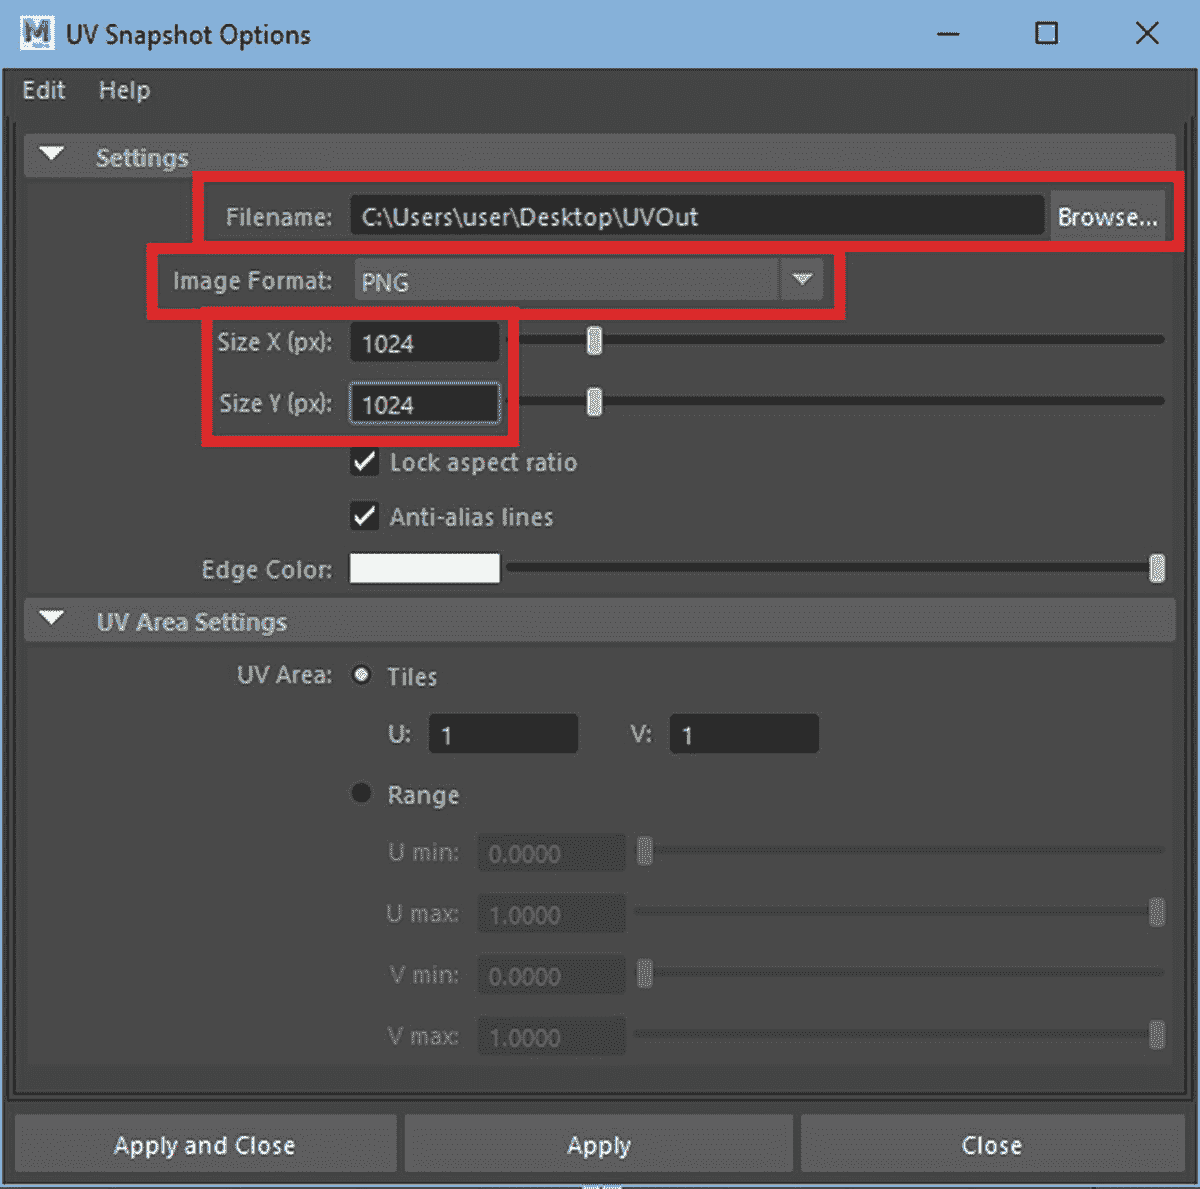 M UV Snapshot Options
Edit Help
Settings
Filename: C:\Users\user\Desktop\UVOut Browse...
Image Format: PNG
Size X (px): 1024
Size Y (px): 1024
Lock aspect ratio
Anti-alias lines
Edge Color:
UV Area Settings
UV Area: Tiles
U: 1 V: 1
Range
U min: 0.0000
U max: 1.0000
V min: 0.0000
V max: 1.0000
Apply and Close Apply Close